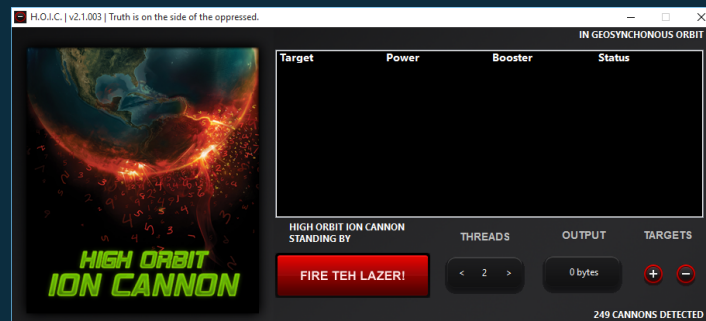 H.O.I.C. | v2.1.003 | Truth is on the side of the oppressed.
IN GEOSYNCHONOUS ORBIT
Target Power Booster Status
HIGH ORBIT
ION CANNON
HIGH ORBIT ION CANNON
STANDING BY
THREADS
OUTPUT
TARGETS
FIRE TEH LAZER!
< 2 >
0 bytes
+ −
249 CANNONS DETECTED